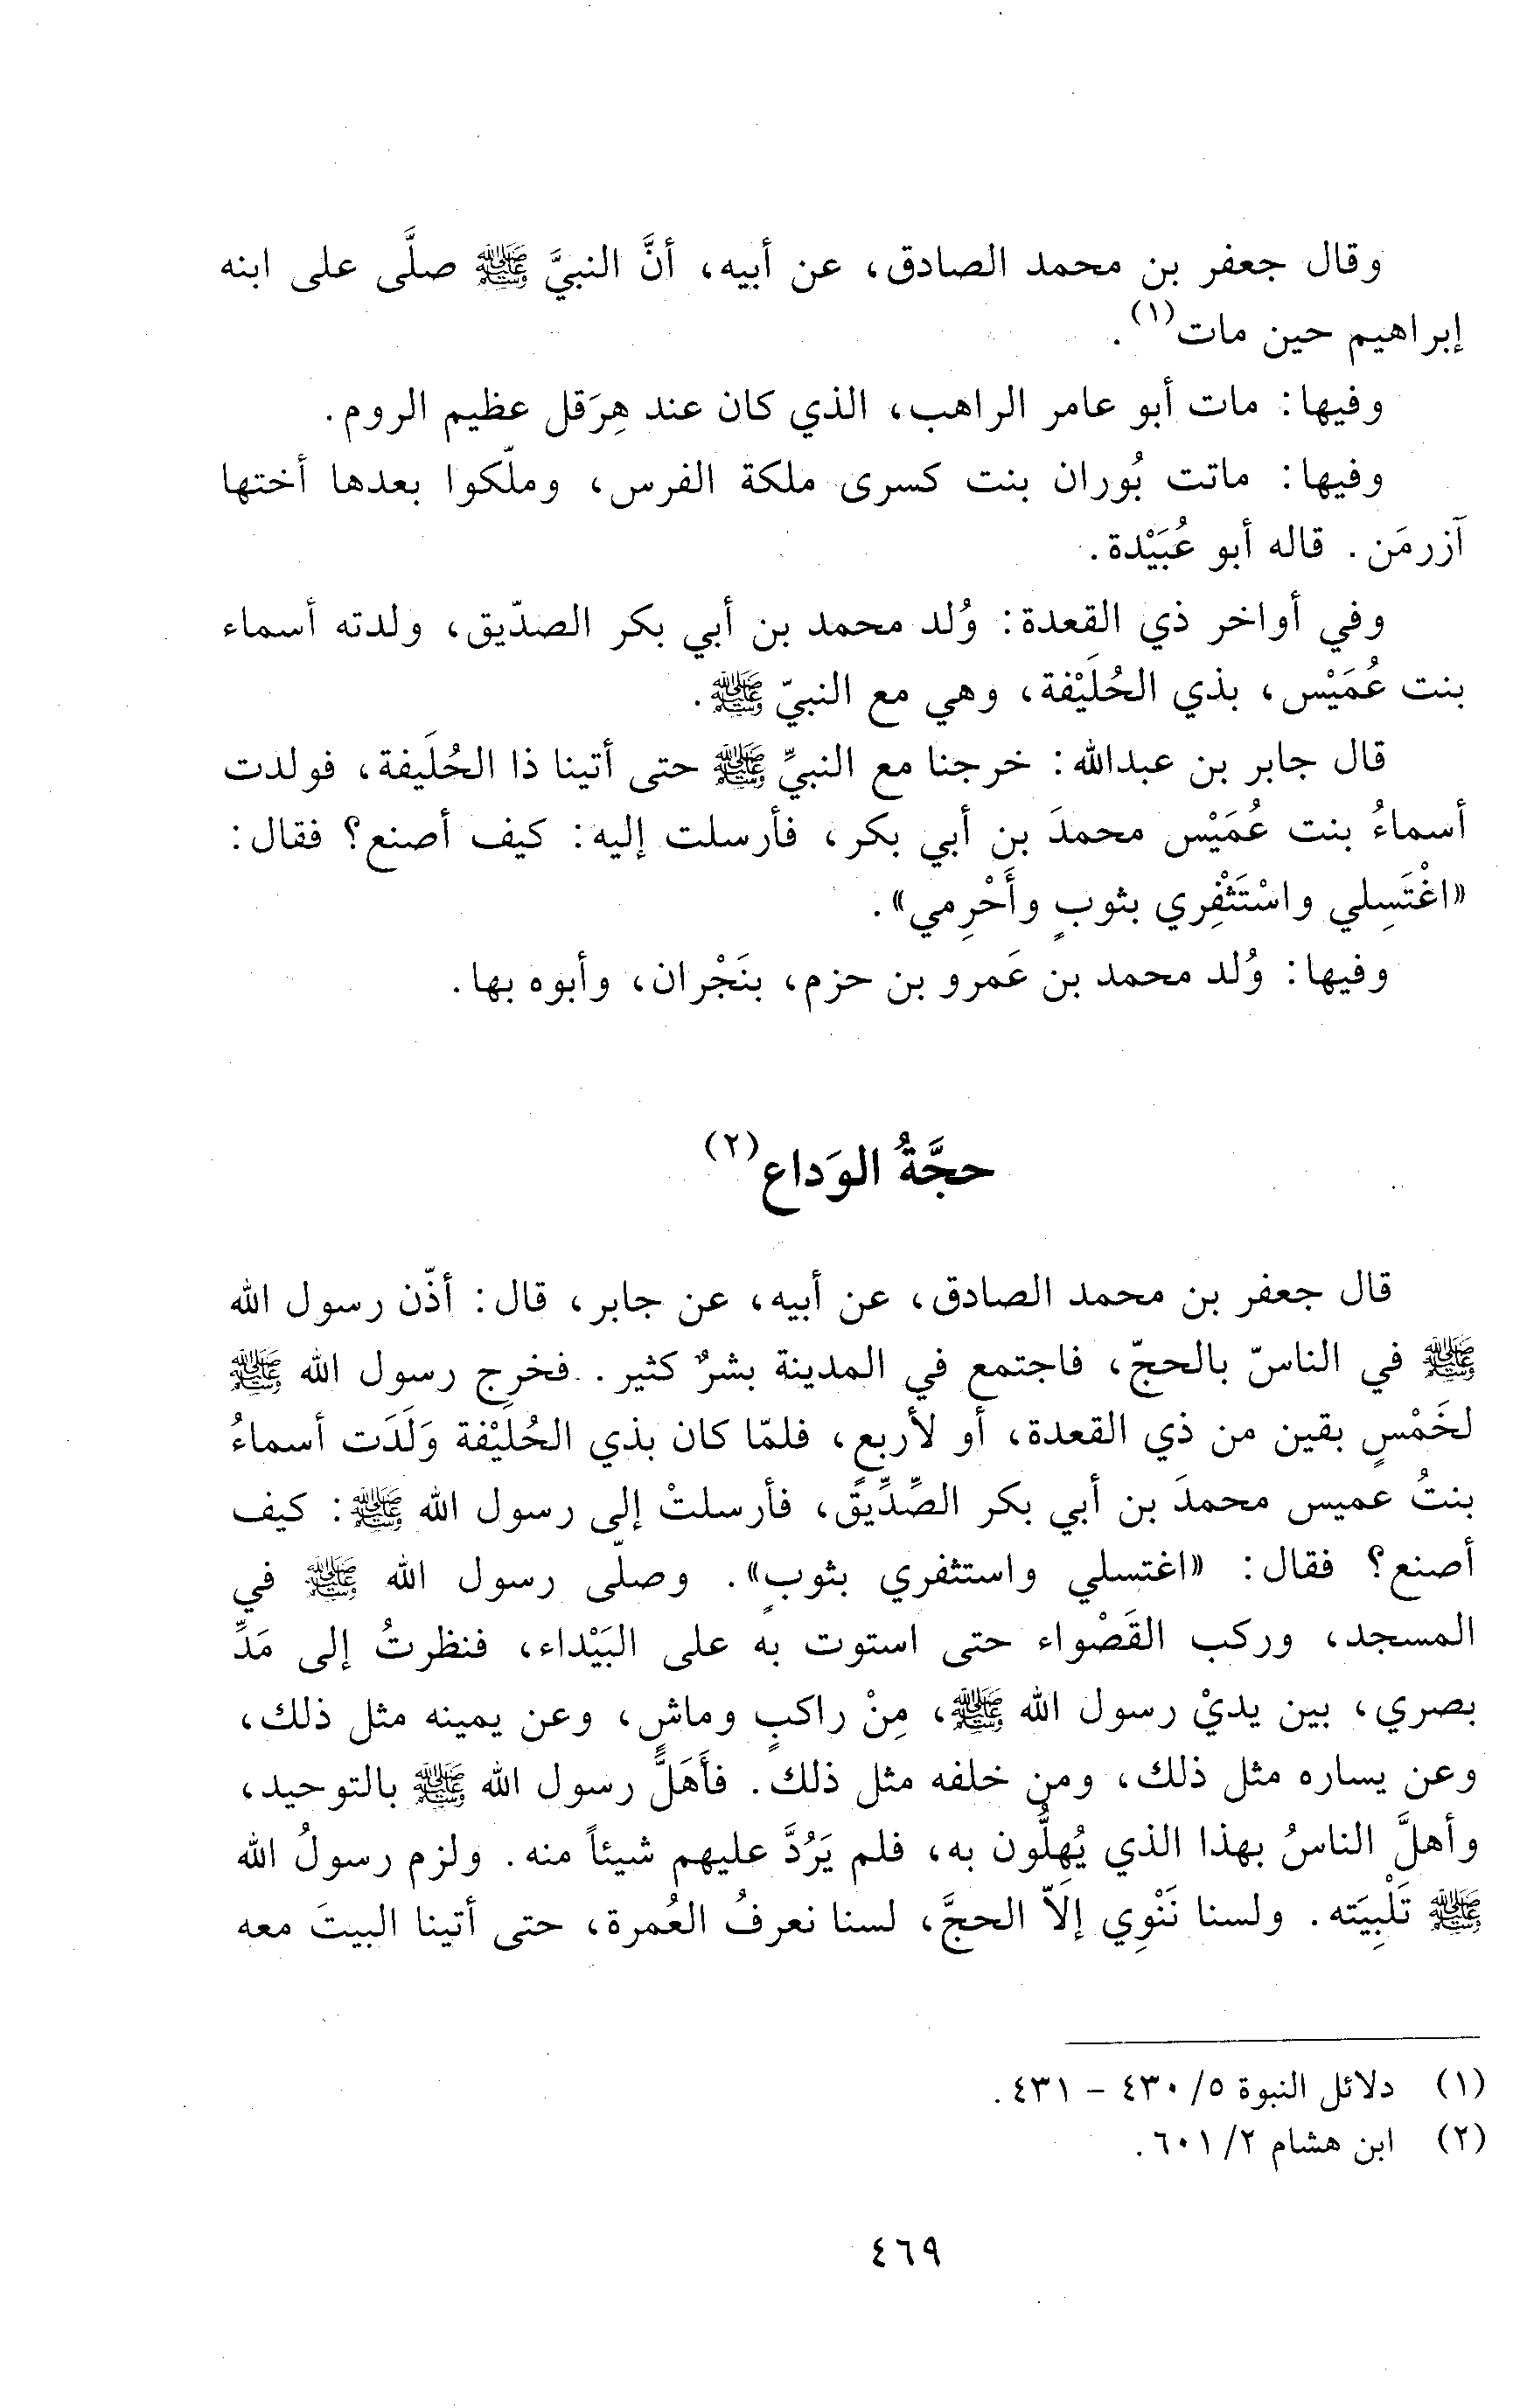 وقال جعفر بن محمد الصادق، عن أبيه، أنَّ النبيَّ ﷺ صلَّى على ابنه
إبراهيم حين مات(١).
وفيها: مات أبو عامر الراهب، الذي كان عند هِرَقل عظيم الروم.
وفيها: ماتت بُوران بنت كسرى ملكة الفرس، وملّكوا بعدها أختها
آزرمَن. قاله أبو عُبَيْدة.
وفي أواخر ذي القعدة: وُلد محمد بن أبي بكر الصدّيق، ولدته أسماء
بنت عُمَيْس، بذي الحُلَيْفة، وهي مع النبيّ ﷺ.
قال جابر بن عبدالله: خرجنا مع النبيِّ ﷺ حتى أتينا ذا الحُلَيفة، فولدت
أسماءُ بنت عُمَيْس محمدَ بن أبي بكر، فأرسلت إليه: كيف أصنع؟ فقال:
«اغْتَسِلي واسْتَثْفِري بثوبٍ وأَحْرِمي».
وفيها: وُلد محمد بن عَمرو بن حزم، بنَجْران، وأبوه بها.
حجَّةُ الوَداع(٢)
قال جعفر بن محمد الصادق، عن أبيه، عن جابر، قال: أذّن رسول الله
ﷺ في الناسّ بالحجّ، فاجتمع في المدينة بشرٌ كثير. فخرج رسول الله ﷺ
لخَمْسٍ بقين من ذي القعدة، أو لأربعٍ، فلمّا كان بذي الحُلَيْفة وَلَدَت أسماءُ
بنتُ عميس محمدَ بن أبي بكر الصِّدِّيق، فأرسلتْ إلى رسول الله ﷺ: كيف
أصنع؟ فقال: «اغتسلي واستثفري بثوبٍ». وصلّى رسول الله ﷺ في
المسجد، وركب القَصْواء حتى استوت به على البَيْداء، فنظرتُ إلى مَدِّ
بصري، بين يديْ رسول الله ﷺ، مِنْ راكبٍ وماشٍ، وعن يمينه مثل ذلك،
وعن يساره مثل ذلك، ومن خلفه مثل ذلك. فأَهَلَّ رسول الله ﷺ بالتوحيد،
وأهلَّ الناسُ بهذا الذي يُهِلُّون به، فلم يَرُدَّ عليهم شيئاً منه. ولزم رسولُ الله
ﷺ تَلْبِيَته. ولسنا نَنْوِي إلاّ الحجَّ، لسنا نعرفُ العُمرة، حتى أتينا البيتَ معه
(١) دلائل النبوة ٥/ ٤٣٠ - ٤٣١.
(٢) ابن هشام ٢/ ٦٠١.
٤٦٩